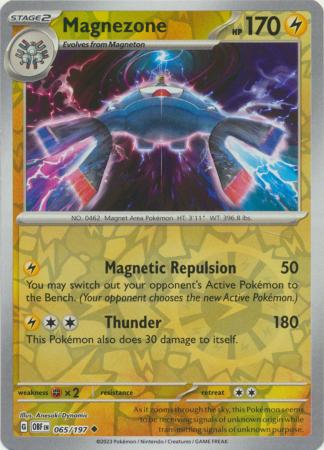 STAGE 2
Magnezone
HP 170
Evolves from Magneton
NO. 0462 Magnet Area Pokémon HT: 3'11" WT: 396.8 lbs.
Magnetic Repulsion 50
You may switch out your opponent's Active Pokémon to
the Bench. (Your opponent chooses the new Active Pokémon.)
Thunder 180
This Pokémon also does 30 damage to itself.
weakness ×2 resistance retreat
Illus. Anesaki Dynamic
G OBF EN 065/197
As it zooms through the sky, this Pokémon seems to
be receiving signals of unknown origin
signals of unknown purpose.
©2023 Pokémon / Nintendo / Creatures / GAME FREAK